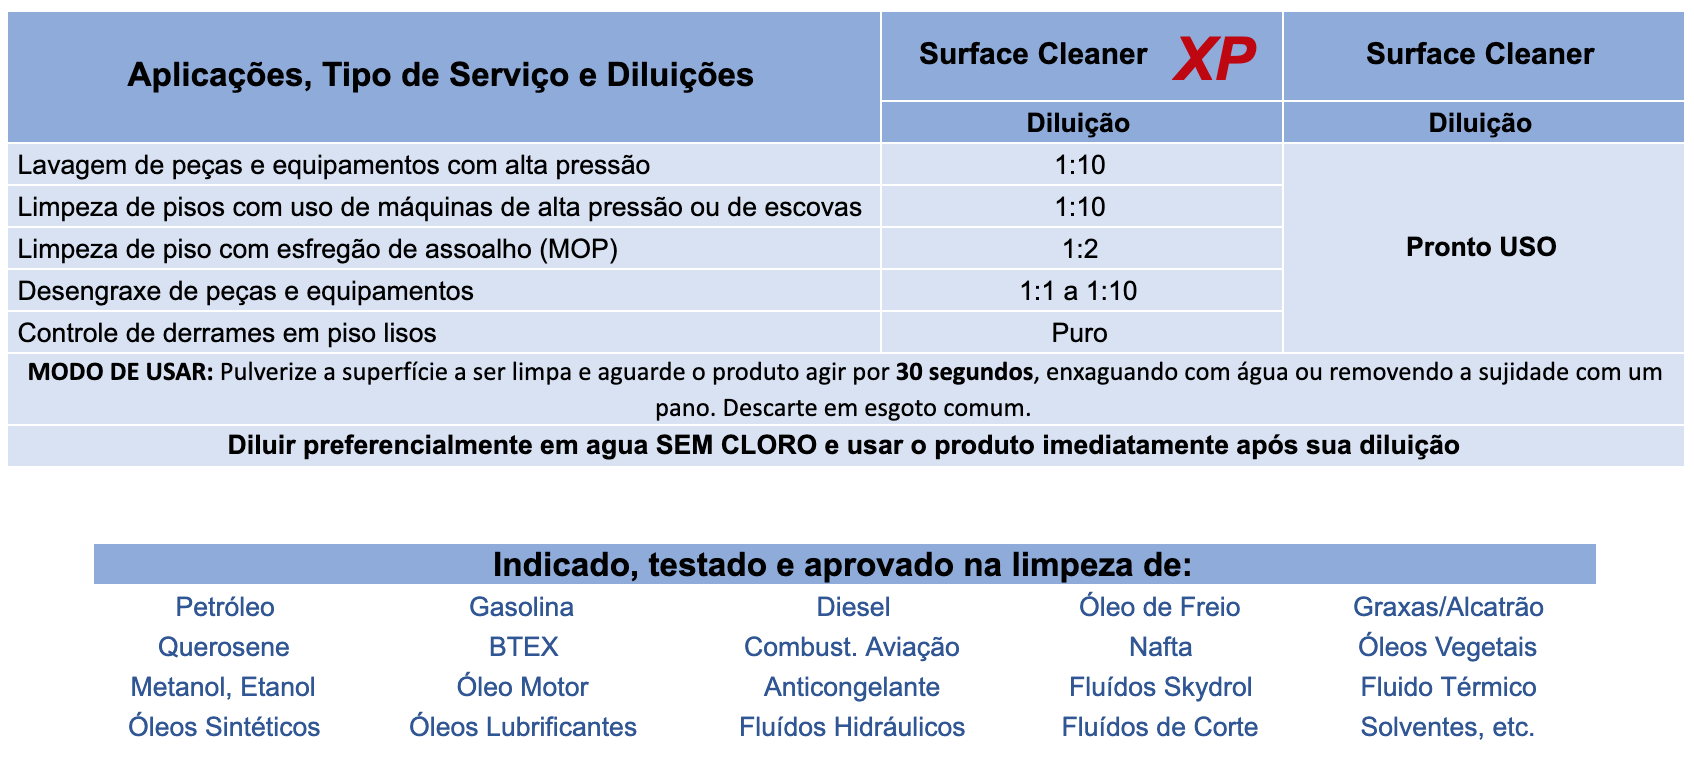 Aplicações, Tipo de Serviço e Diluições
Surface Cleaner XP
Surface Cleaner
Diluição
Diluição
Lavagem de peças e equipamentos com alta pressão
1:10
Limpeza de pisos com uso de máquinas de alta pressão ou de escovas
1:10
Limpeza de piso com esfregão de assoalho (MOP)
1:2
Desengraxe de peças e equipamentos
1:1 a 1:10
Controle de derrames em piso lisos
Puro
Pronto USO
MODO DE USAR: Pulverize a superfície a ser limpa e aguarde o produto agir por 30 segundos, enxaguando com água ou removendo a sujidade com um
pano. Descarte em esgoto comum.
Diluir preferencialmente em agua SEM CLORO e usar o produto imediatamente após sua diluição
Indicado, testado e aprovado na limpeza de:
Petróleo Gasolina Diesel Óleo de Freio Graxas/Alcatrão
Querosene BTEX Combust. Aviação Nafta Óleos Vegetais
Metanol, Etanol Óleo Motor Anticongelante Fluídos Skydrol Fluido Térmico
Óleos Sintéticos Óleos Lubrificantes Fluídos Hidráulicos Fluídos de Corte Solventes, etc.